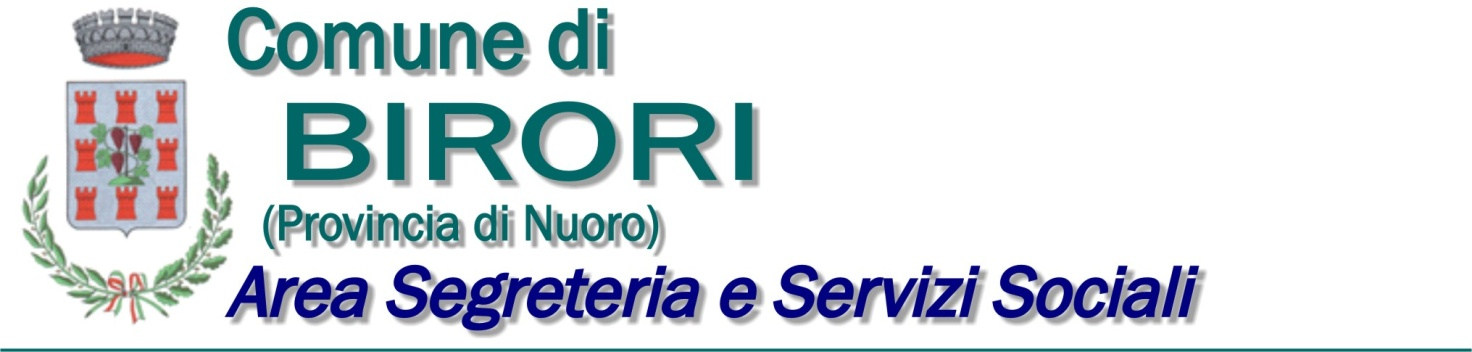 Comune di
BIRORI
(Provincia di Nuoro)
Area Segreteria e Servizi Sociali